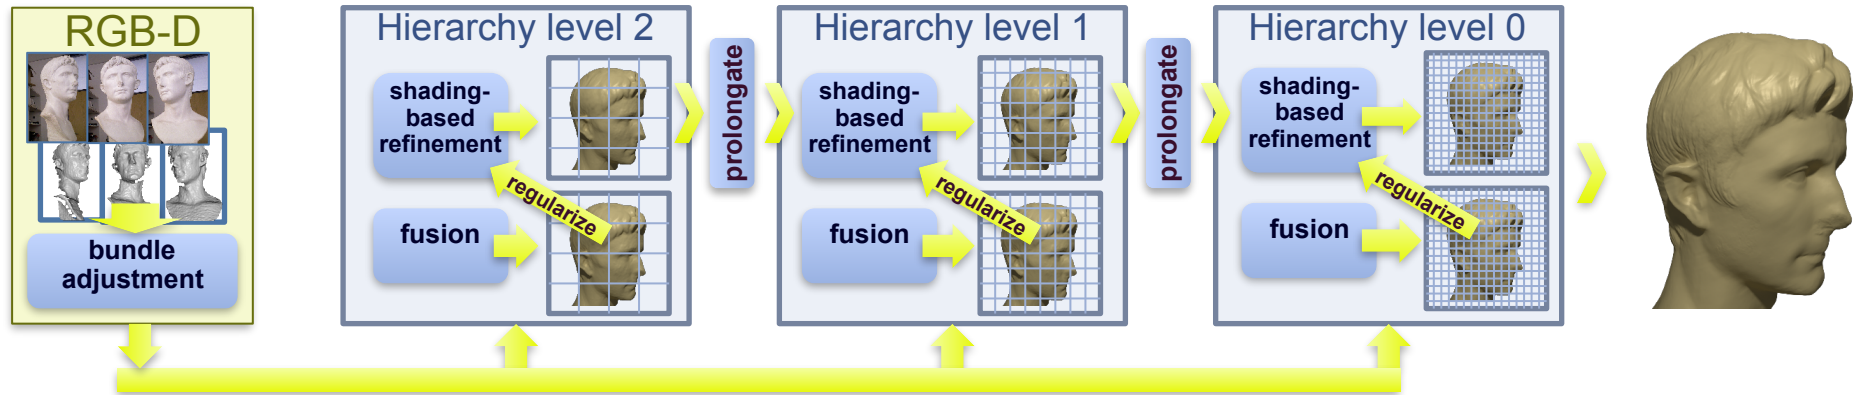 RGB-D
bundle
adjustment
Hierarchy level 2
shading-
based
refinement
regularize
fusion
prolongate
Hierarchy level 1
shading-
based
refinement
regularize
fusion
prolongate
Hierarchy level 0
shading-
based
refinement
regularize
fusion